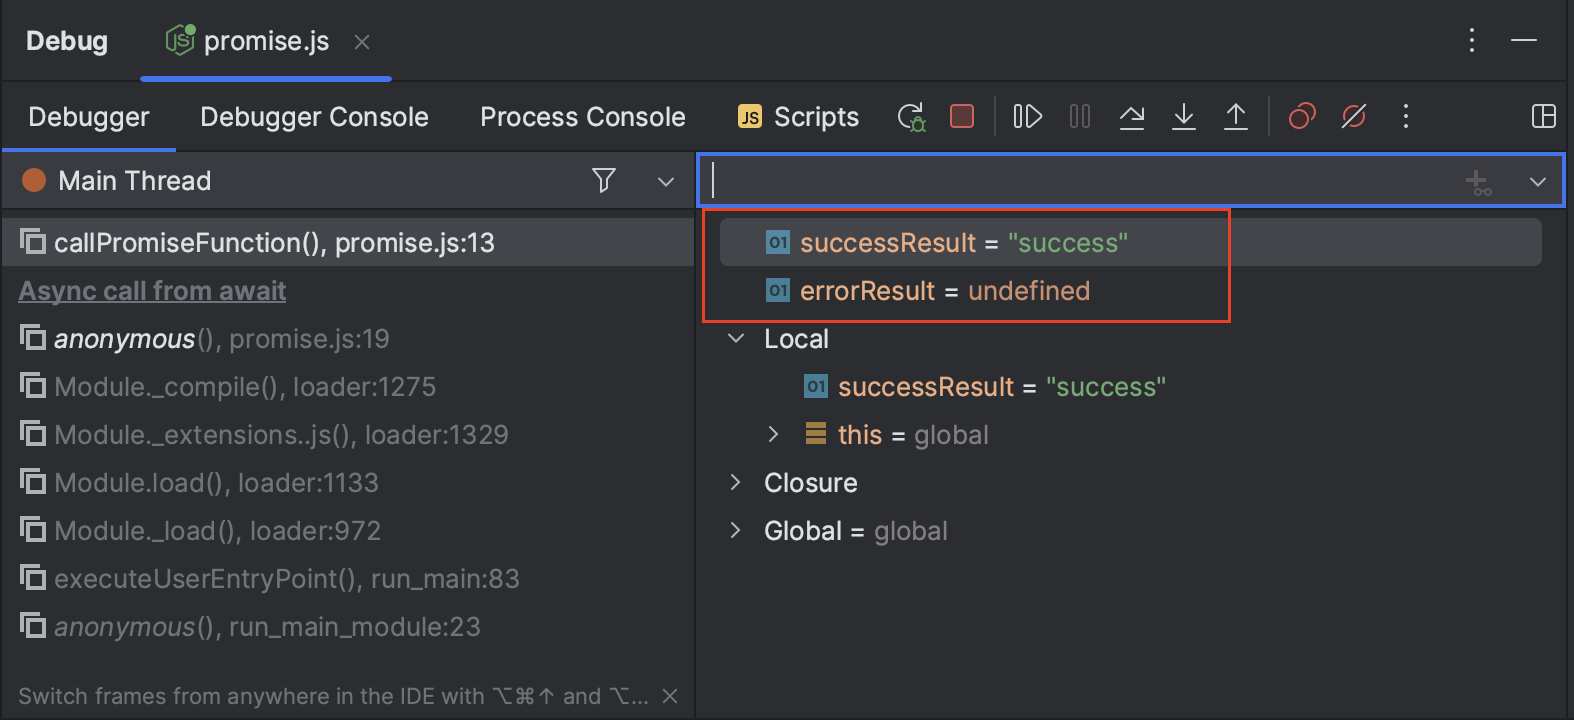 Debug
JS promise.js
Debugger Debugger Console Process Console JS Scripts
Main Thread
callPromiseFunction(), promise.js:13
Async call from await
anonymous(), promise.js:19
Module._compile(), loader:1275
Module._extensions..js(), loader:1329
Module.load(), loader:1133
Module._load(), loader:972
executeUserEntryPoint(), run_main:83
anonymous(), run_main_module:23
Switch frames from anywhere in the IDE with ⌥⌘↑ and ⌥...
01 successResult = "success"
01 errorResult = undefined
Local
01 successResult = "success"
this = global
Closure
Global = global